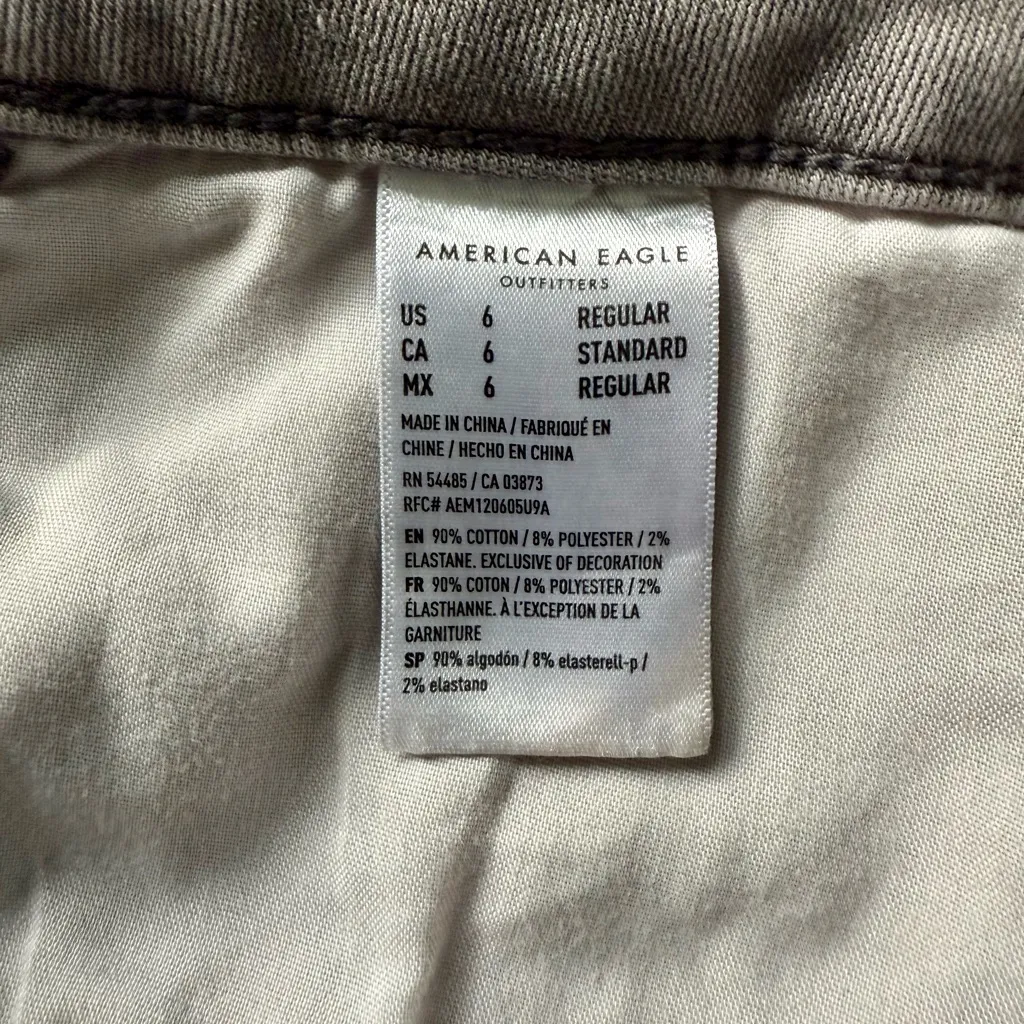 AMERICAN EAGLE
OUTFITTERS
US 6 REGULAR
CA 6 STANDARD
MX 6 REGULAR
MADE IN CHINA / FABRIQUÉ EN
CHINE / HECHO EN CHINA
RN 54485 / CA 03873
RFC# AEM120605U9A
EN 90% COTTON / 8% POLYESTER / 2%
ELASTANE. EXCLUSIVE OF DECORATION
FR 90% COTON / 8% POLYESTER / 2%
ÉLASTHANNE. À L'EXCEPTION DE LA
GARNITURE
SP 90% algodón / 8% elasterell-p /
2% elastano